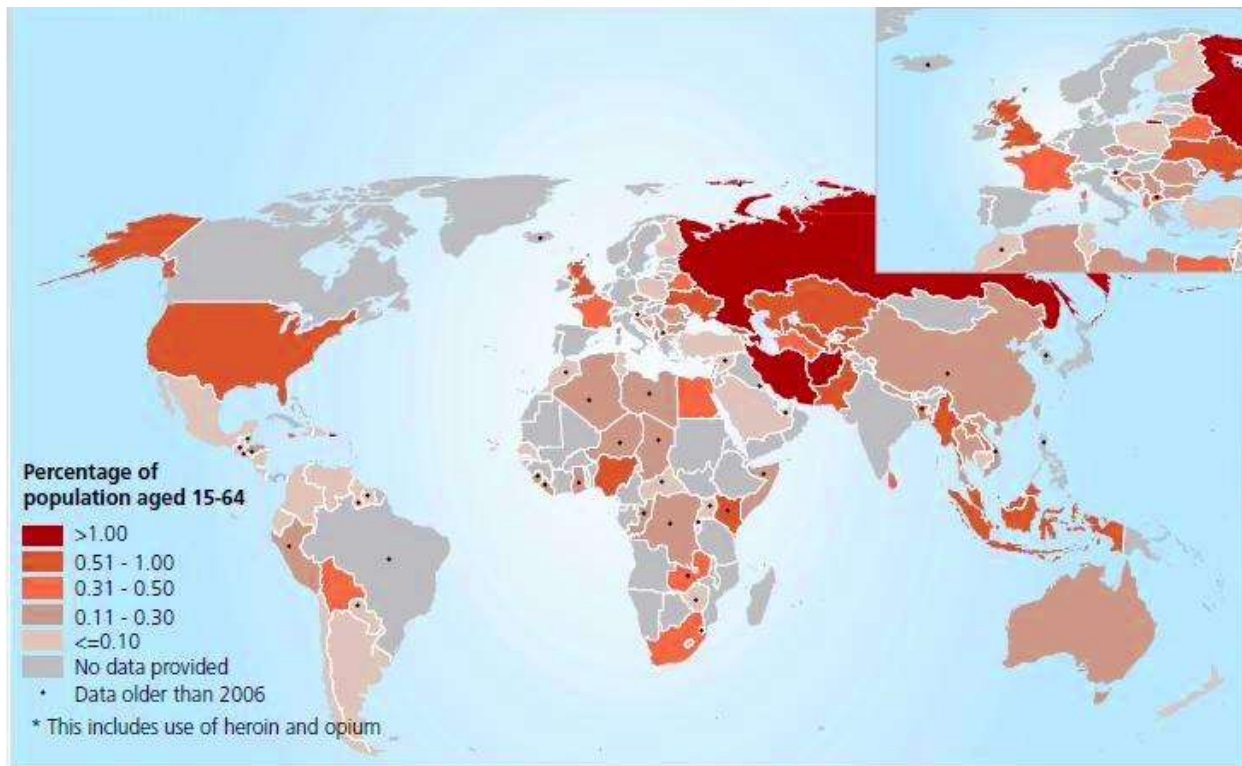 Percentage of
population aged 15-64
>1.00
0.51 - 1.00
0.31 - 0.50
0.11 - 0.30
<=0.10
No data provided
Data older than 2006
* This includes use of heroin and opium